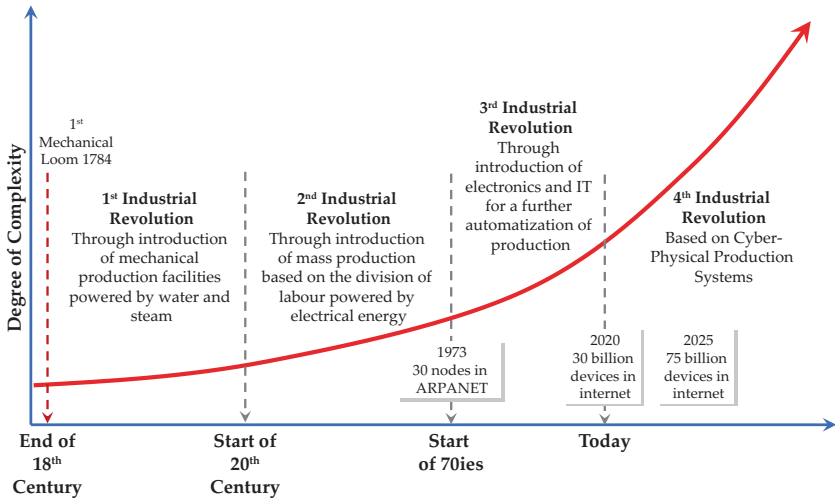 Degree of Complexity
1st
Mechanical
Loom 1784
1st Industrial
Revolution
Through introduction
of mechanical
production facilities
powered by water and
steam
2nd Industrial
Revolution
Through introduction
of mass production
based on the division of
labour powered by
electrical energy
3rd Industrial
Revolution
Through
introduction of
electronics and IT
for a further
automatization of
production
4th Industrial
Revolution
Based on Cyber-
Physical Production
Systems
1973
30 nodes in
ARPANET
2020
30 billion
devices in
internet
2025
75 billion
devices in
internet
End of
18th
Century
Start of
20th
Century
Start
of 70ies
Today